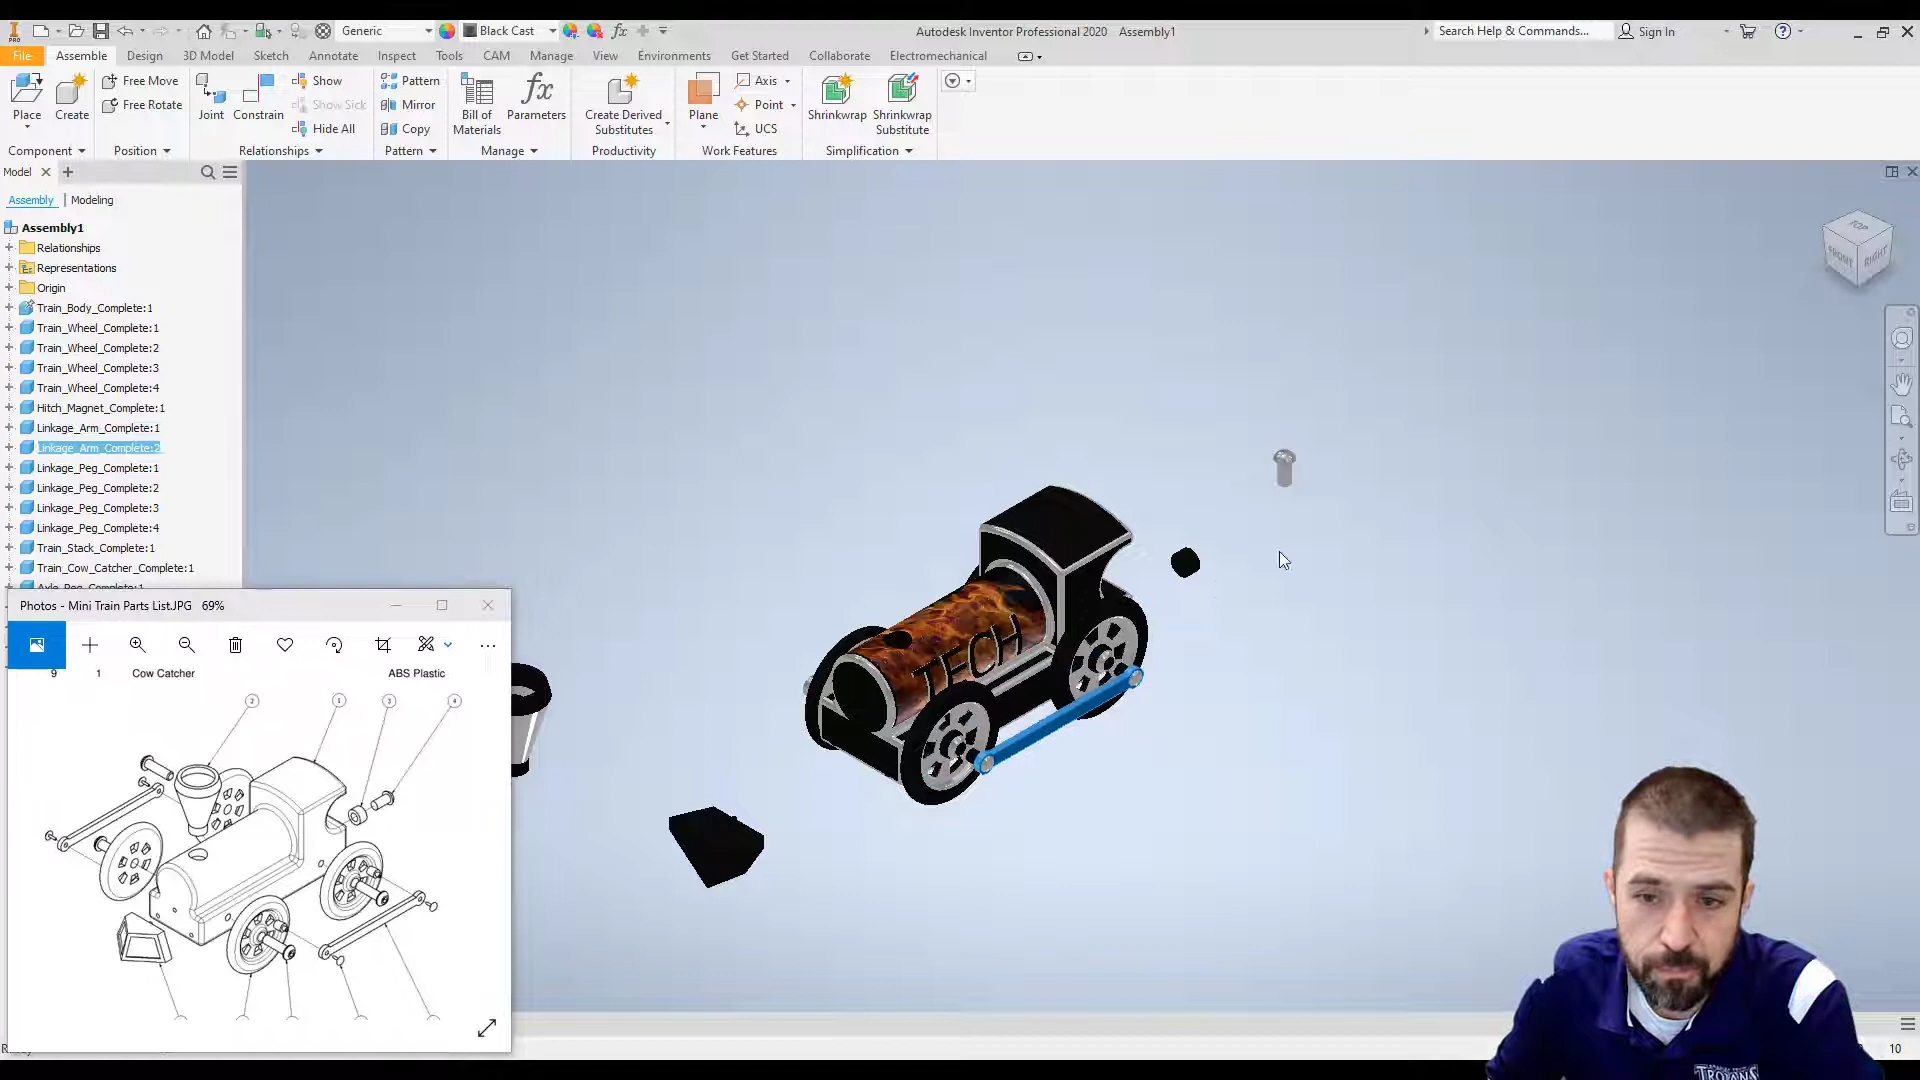 Generic
Black Cast
Autodesk Inventor Professional 2020 Assembly1
Search Help & Commands...
Sign In
File
Assemble
Design
3D Model
Sketch
Annotate
Inspect
Tools
CAM
Manage
View
Environments
Get Started
Collaborate
Electromechanical
Place
Create
Free Move
Free Rotate
Joint
Constrain
Show
Show Sick
Hide All
Pattern
Mirror
Copy
Bill of
Materials
Parameters
Create Derived
Substitutes
Plane
Axis
Point
UCS
Shrinkwrap
Shrinkwrap
Substitute
Component
Position
Relationships
Pattern
Manage
Productivity
Work Features
Simplification
Model
Assembly
Modeling
Assembly1
Relationships
Representations
Origin
Train_Body_Complete:1
Train_Wheel_Complete:1
Train_Wheel_Complete:2
Train_Wheel_Complete:3
Train_Wheel_Complete:4
Hitch_Magnet_Complete:1
Linkage_Arm_Complete:1
Linkage_Arm_Complete:2
Linkage_Peg_Complete:1
Linkage_Peg_Complete:2
Linkage_Peg_Complete:3
Linkage_Peg_Complete:4
Train_Stack_Complete:1
Train_Cow_Catcher_Complete:1
Axle_Peg_Complete:1
Photos - Mini Train Parts List.JPG 69%
9 1 Cow Catcher ABS Plastic
2
1
3
4
TECH
TOP
FRONT
RIGHT
10
TROJANS